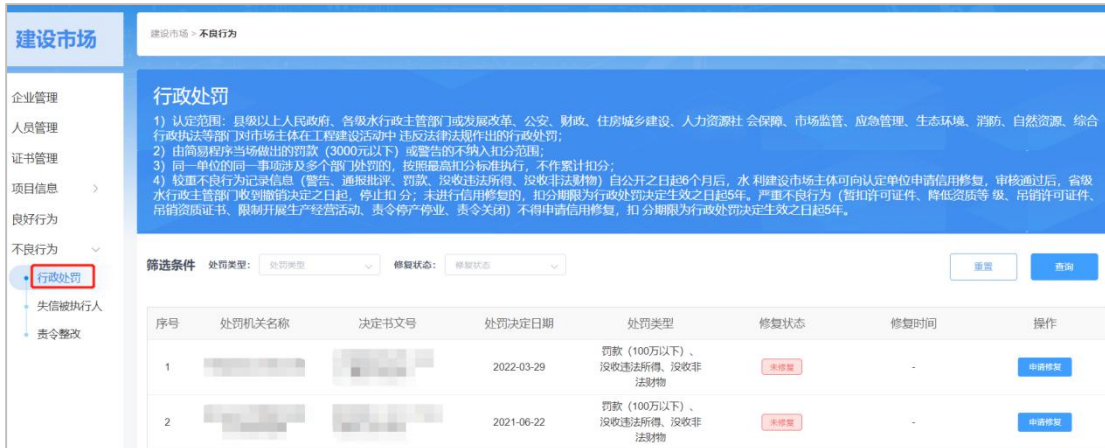 建设市场
建设市场 > 不良行为
企业管理
人员管理
证书管理
项目信息
良好行为
不良行为
行政处罚
失信被执行人
责令整改
行政处罚
1）认定范围：县级以上人民政府、各级水行政主管部门或发展改革、公安、财政、住房城乡建设、人力资源社 会保障、市场监管、应急管理、生态环境、消防、自然资源、综合
行政执法等部门对市场主体在工程建设活动中 违反法律法规作出的行政处罚；
2）由简易程序当场做出的罚款（3000元以下）或警告的不纳入扣分范围；
3）同一单位的同一事项涉及多个部门处罚的，按照最高扣分标准执行，不作累计扣分；
4）较重不良行为记录信息（警告、通报批评、罚款、没收违法所得、没收非法财物）自公开之日起6个月后，水 利建设市场主体可向认定单位申请信用修复，审核通过后，省级
水行政主管部门收到撤销决定之日起，停止扣 分；未进行信用修复的，扣分期限为行政处罚决定生效之日起5年。严重不良行为（暂扣许可证件、降低资质等 级、吊销许可证件、
吊销资质证书、限制开展生产经营活动、责令停产停业、责令关闭）不得申请信用修复，扣 分期限为行政处罚决定生效之日起5年。
筛选条件 处罚类型： 处罚类型 修复状态： 修复状态 重置 查询
序号 处罚机关名称 决定书文号 处罚决定日期 处罚类型 修复状态 修复时间 操作
1 2022-03-29 罚款（100万以下）、 未修复 - 申请修复
没收违法所得、没收非
法财物
2 2021-06-22 罚款（100万以下）、 未修复 - 申请修复
没收违法所得、没收非
法财物